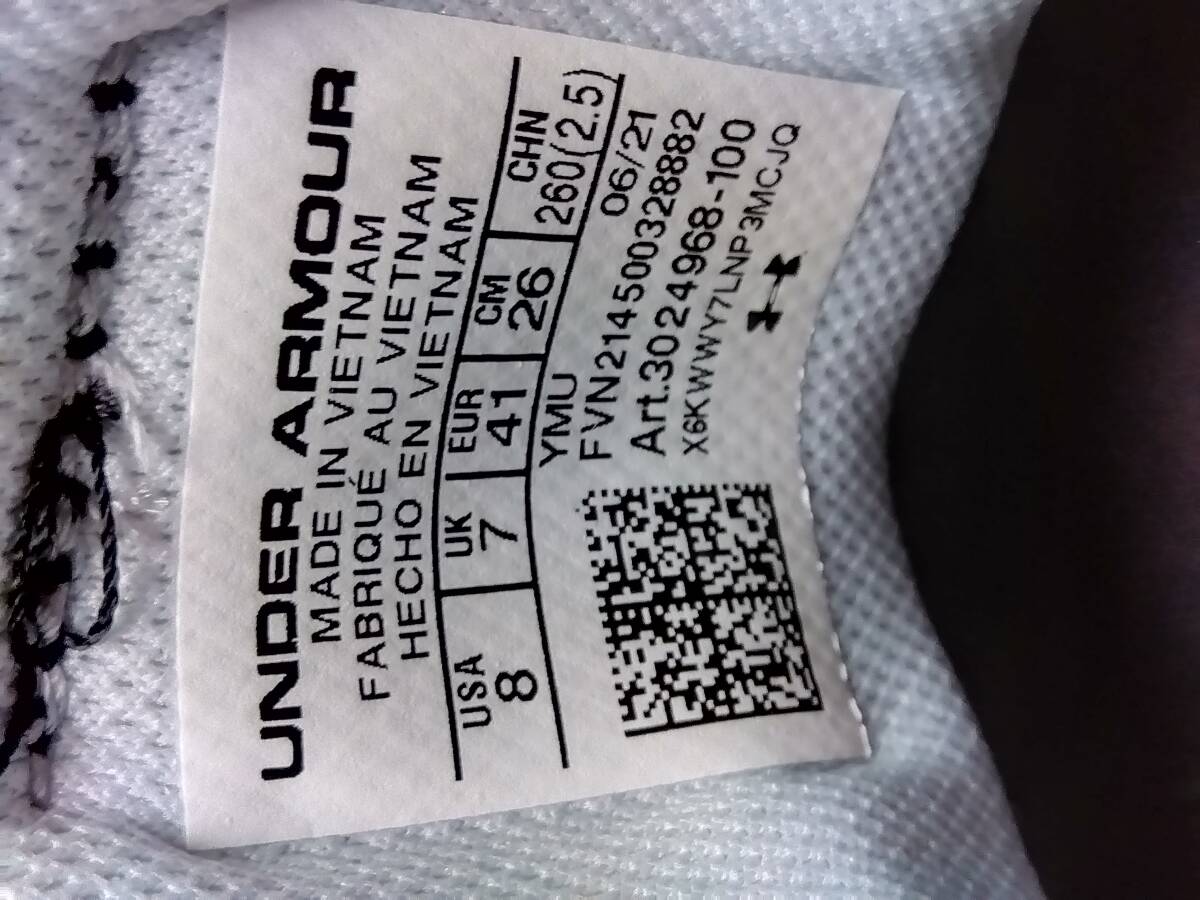 UNDER ARMOUR
MADE IN VIETNAM
FABRIQUÉ AU VIETNAM
HECHO EN VIETNAM
USA UK EUR CM CHN
8 7 41 26 260(2.5)
YMU 06/21
FVN214500328882
Art.3024968-100
X6KWWY7LNP3MCJQ